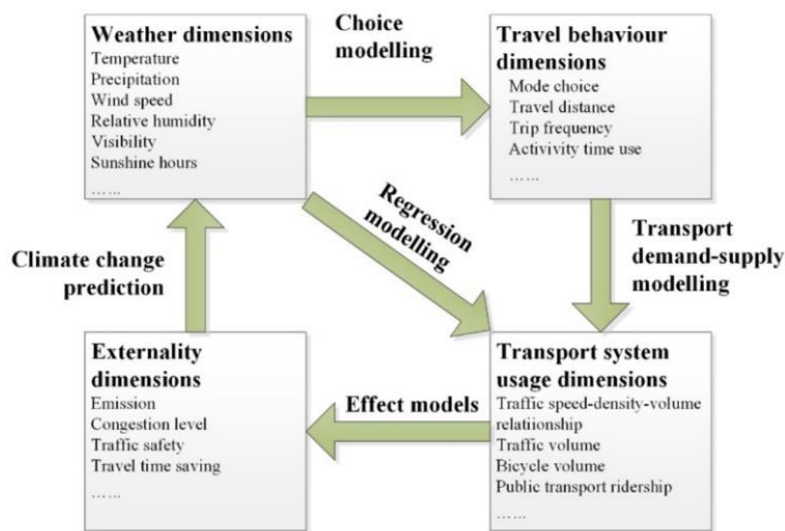 Weather dimensions
Temperature
Precipitation
Wind speed
Relative humidity
Visibility
Sunshine hours
......
Choice
modelling
Travel behaviour
dimensions
Mode choice
Travel distance
Trip frequency
Activivity time use
......
Regression
modelling
Transport
demand-supply
modelling
Climate change
prediction
Externality
dimensions
Emission
Congestion level
Traffic safety
Travel time saving
......
Effect models
Transport system
usage dimensions
Traffic speed-density-volume
relatiionship
Traffic volume
Bicycle volume
Public transport ridership
......